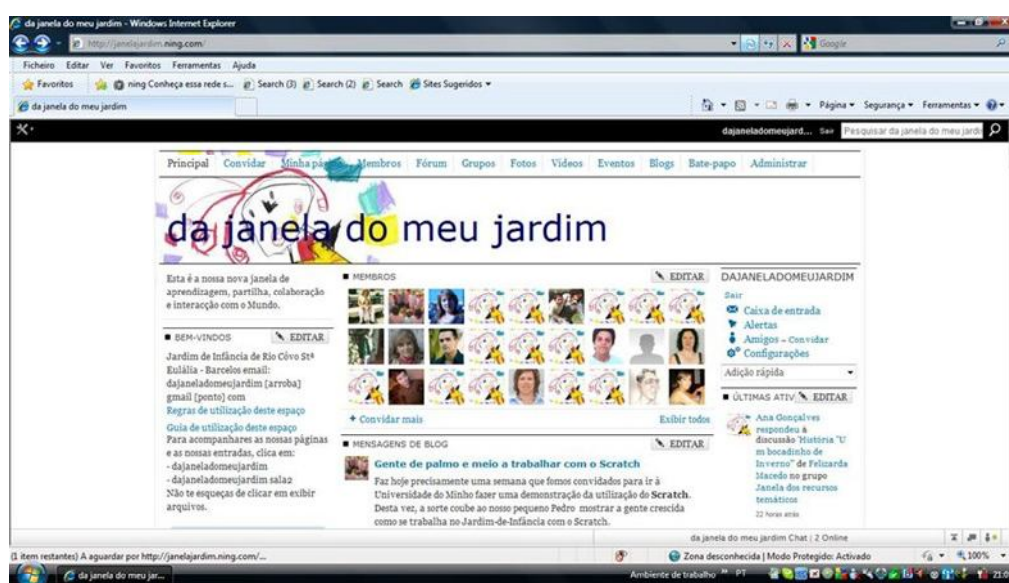 da janela do meu jardim - Windows Internet Explorer
http://janelajardim.ning.com/
Google
Ficheiro Editar Ver Favoritos Ferramentas Ajuda
Favoritos ning Conheça essa rede s... Search (3) Search (2) Search Sites Sugeridos
da janela do meu jardim
Página Segurança Ferramentas
dajaneladomeujard... Sair Pesquisar da janela do meu jardi
Principal Convidar Minha página Membros Fórum Grupos Fotos Vídeos Eventos Blogs Bate-papo Administrar
da janela do meu jardim
Esta é a nossa nova janela de
aprendizagem, partilha, colaboração
e interacção com o Mundo.
BEM-VINDOS EDITAR
Jardim de Infância de Rio Côvo Stª
Eulália - Barcelos email:
dajaneladomeujardim [arroba]
gmail [ponto] com
Regras de utilização deste espaço
Guia de utilização deste espaço
Para acompanhares as nossas páginas
e as nossas entradas, clica em:
- dajaneladomeujardim
- dajaneladomeujardim sala2
Não te esqueças de clicar em exibir
arquivos.
MEMBROS EDITAR
+ Convidar mais Exibir todos
MENSAGENS DE BLOG EDITAR
Gente de palmo e meio a trabalhar com o Scratch
Faz hoje precisamente uma semana que fomos convidados para ir à
Universidade do Minho fazer uma demonstração da utilização do Scratch.
Desta vez, a sorte coube ao nosso pequeno Pedro mostrar a gente crescida
como se trabalha no Jardim-de-Infância com o Scratch.
DAJANELADOMEUJARDIM
Sair
Caixa de entrada
Alertas
Amigos - Convidar
Configurações
Adição rápida
ÚLTIMAS ATIV EDITAR
Ana Gonçalves
respondeu à
discussão 'História "U
m bocadinho de
Inverno" de Felizarda
Macedo no grupo
Janela dos recursos
temáticos
22 horas atrás
da janela do meu jardim Chat | 2 Online
(1 item restantes) A aguardar por http://janelajardim.ning.com/...
Zona desconhecida | Modo Protegido: Activado 100%
da janela do meu jar...
Ambiente de trabalho PT